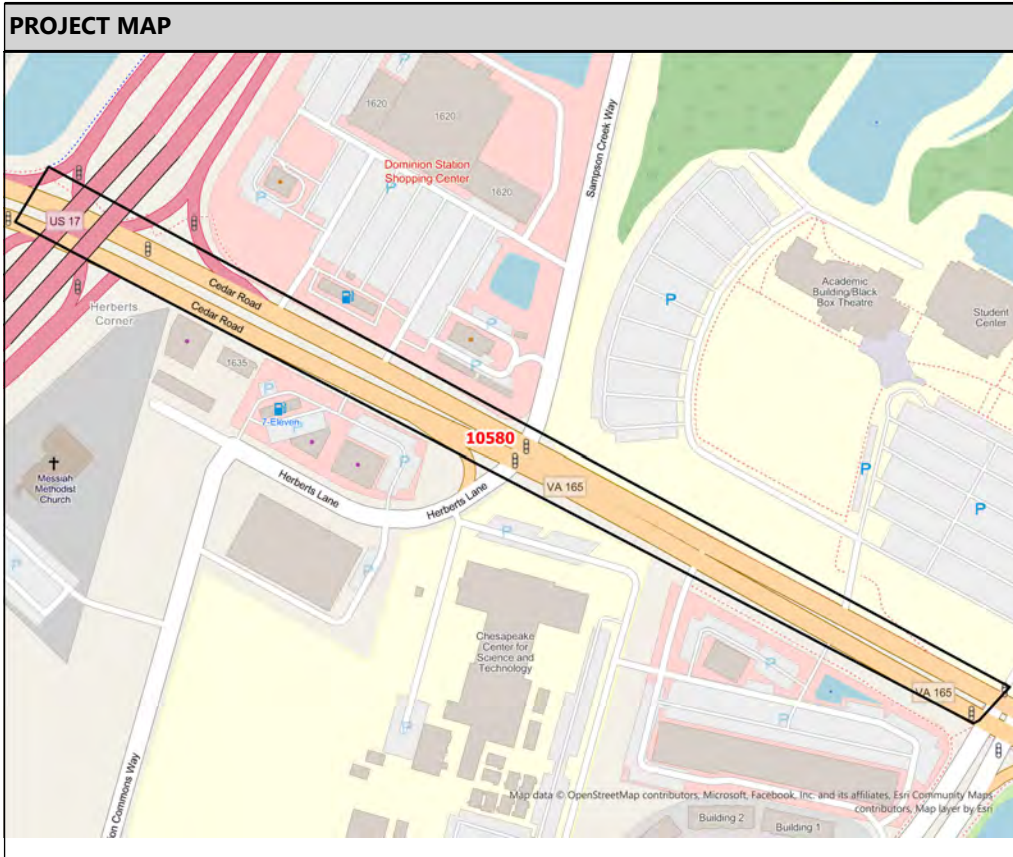 PROJECT MAP
P
1620
1620
Dominion Station
Shopping Center
P
1620
P
Sampson Creek Way
US 17
Cedar Road
Cedar Road
Herberts
Corner
P
P
P
Academic
Building/Black
Box Theatre
Student
Center
1635
P
7-Eleven
P
P
10580
VA 165
P
P
Messiah
Methodist
Church
Herberts Lane
Herberts Lane
P
P
P
Chesapeake
Center for
Science and
Technology
P
P
VA 165
P
on Commons Way
Map data © OpenStreetMap contributors, Microsoft, Facebook, Inc. and its affiliates, Esri Community Maps
contributors, Map layer by Esri
Building 2
Building 1